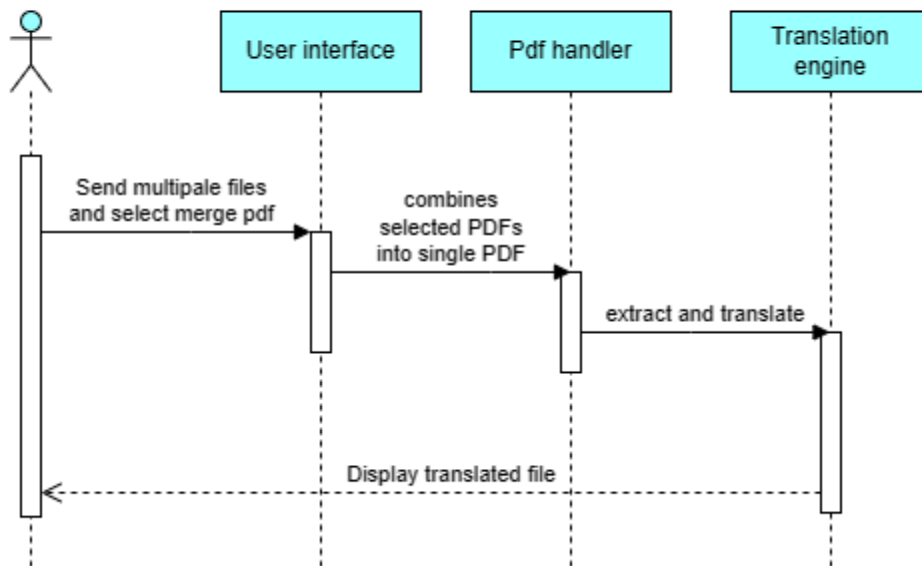 User interface
Pdf handler
Translation
engine
Send multipale files
and select merge pdf
combines
selected PDFs
into single PDF
extract and translate
Display translated file